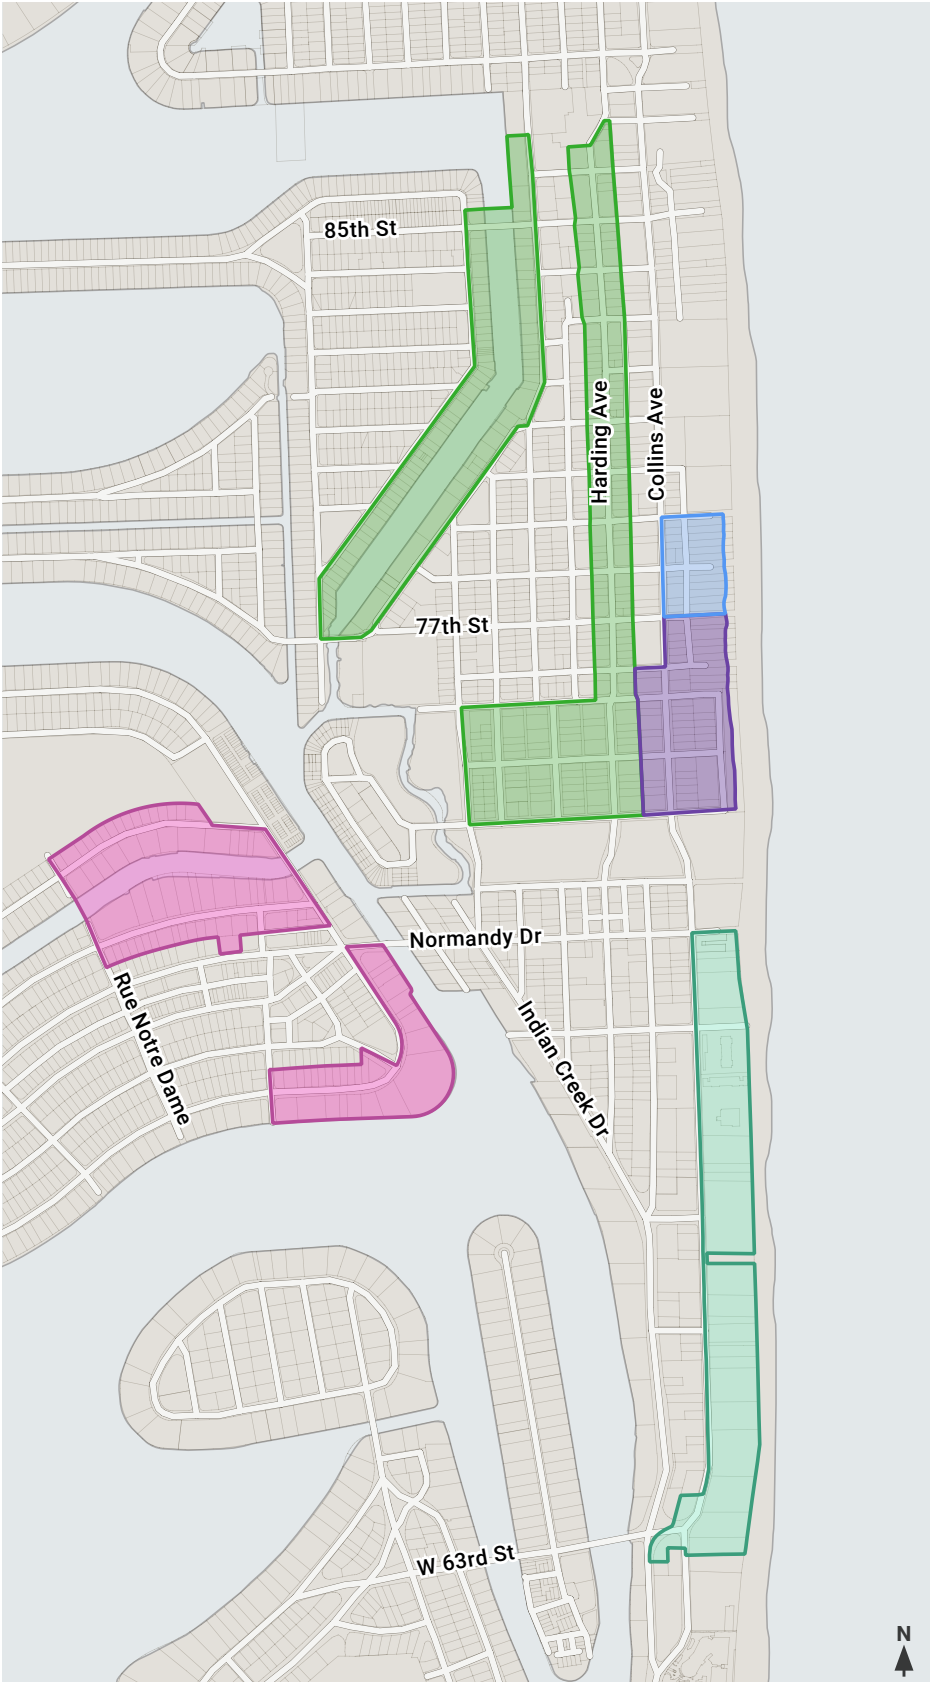 85th St
Harding Ave
Collins Ave
77th St
Normandy Dr
Rue Notre Dame
Indian Creek Dr
W 63rd St
N